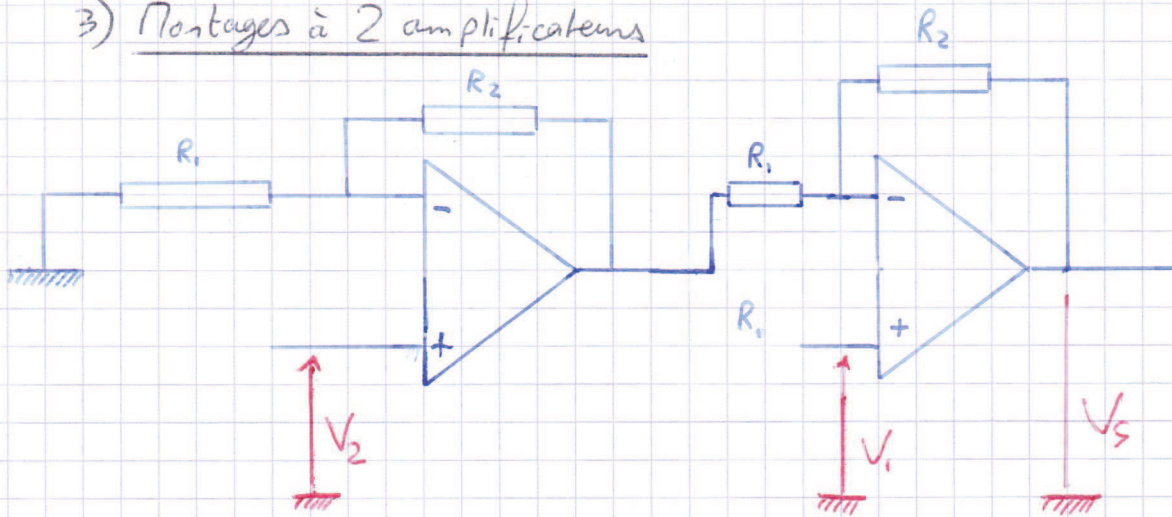 3) Montages à 2 amplificateurs
R2
R2
R1
R1
-
-
R1
+
+
V2
V1
Vs